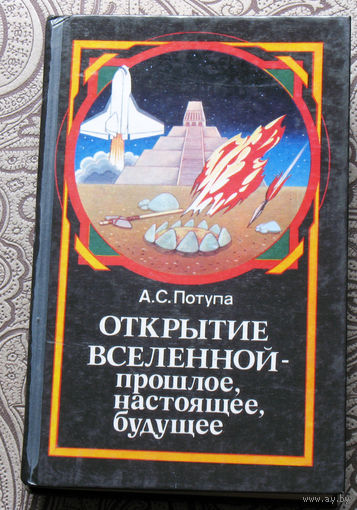 А.С.Потупа
ОТКРЫТИЕ
ВСЕЛЕННОЙ-
прошлое,
настоящее,
будущее
www.ay.by